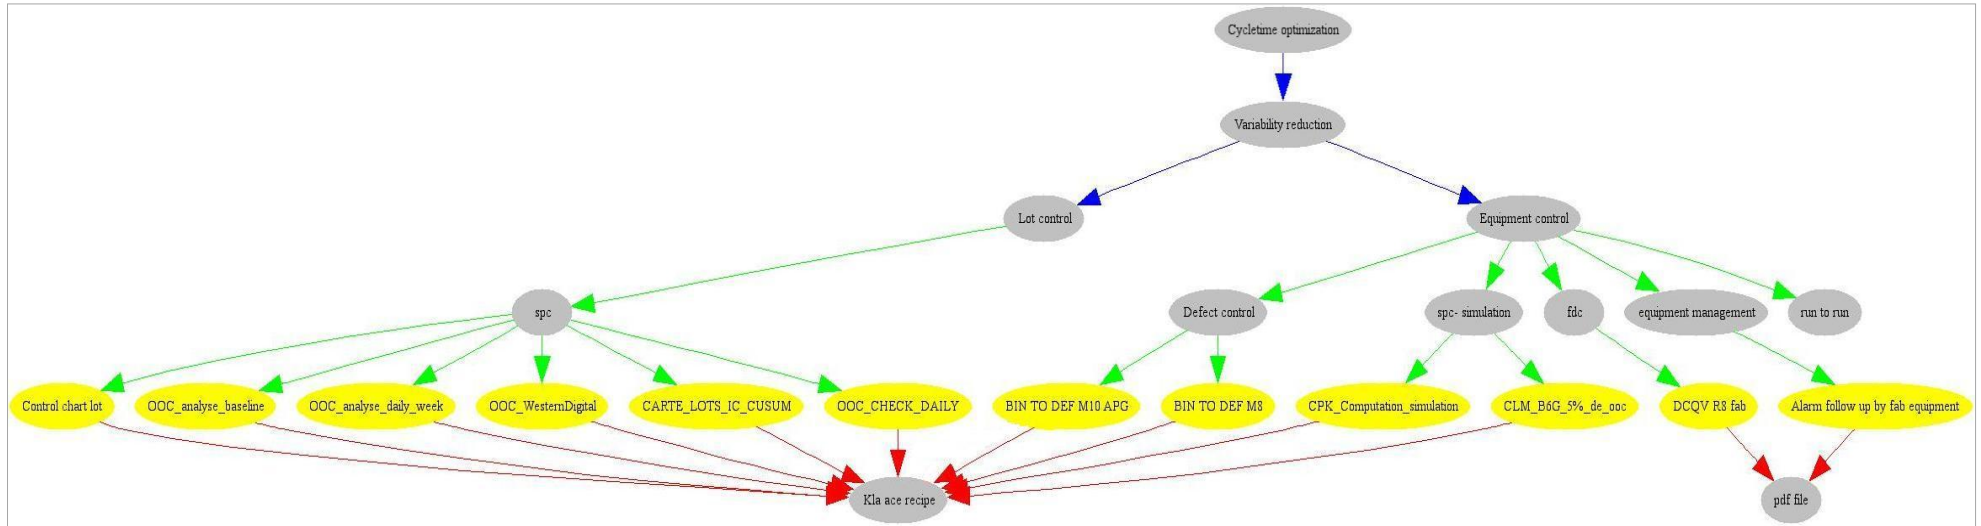 Cycletime optimization
Variability reduction
Lot control
Equipment control
spc
Defect control
spc- simulation
fdc
equipment management
run to run
Control chart lot
OOC_analyse_baseline
OOC_analyse_daily_week
OOC_WesternDigital
CARTE_LOTS_IC_CUSUM
OOC_CHECK_DAILY
BIN TO DEF M10 APG
BIN TO DEF M8
CPK_Computation_simulation
CLM_B6G_5%_de_ooc
DCQV R8 fab
Alarm follow up by fab equipment
Kla ace recipe
pdf file